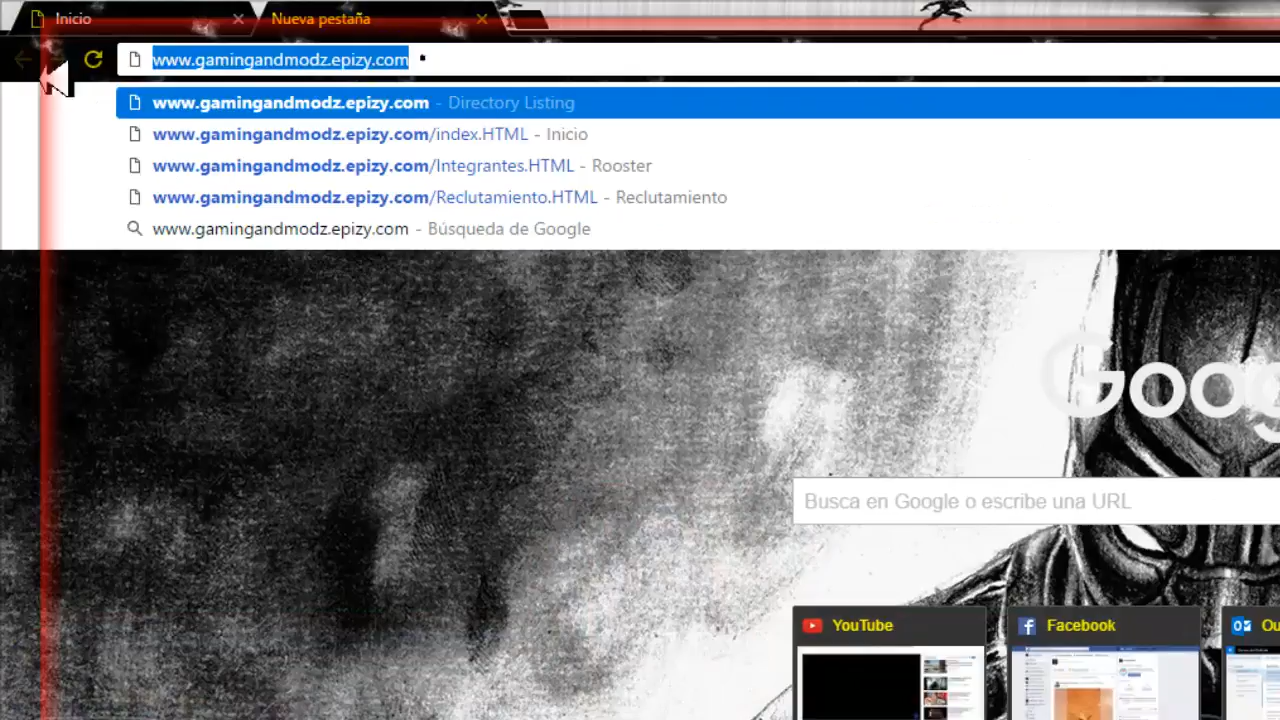 Inicio
Nueva pestaña
www.gamingandmodz.epizy.com
www.gamingandmodz.epizy.com - Directory Listing
www.gamingandmodz.epizy.com/index.HTML - Inicio
www.gamingandmodz.epizy.com/Integrantes.HTML - Rooster
www.gamingandmodz.epizy.com/Reclutamiento.HTML - Reclutamiento
www.gamingandmodz.epizy.com - Búsqueda de Google
Goog
Busca en Google o escribe una URL
YouTube
Facebook
Ou